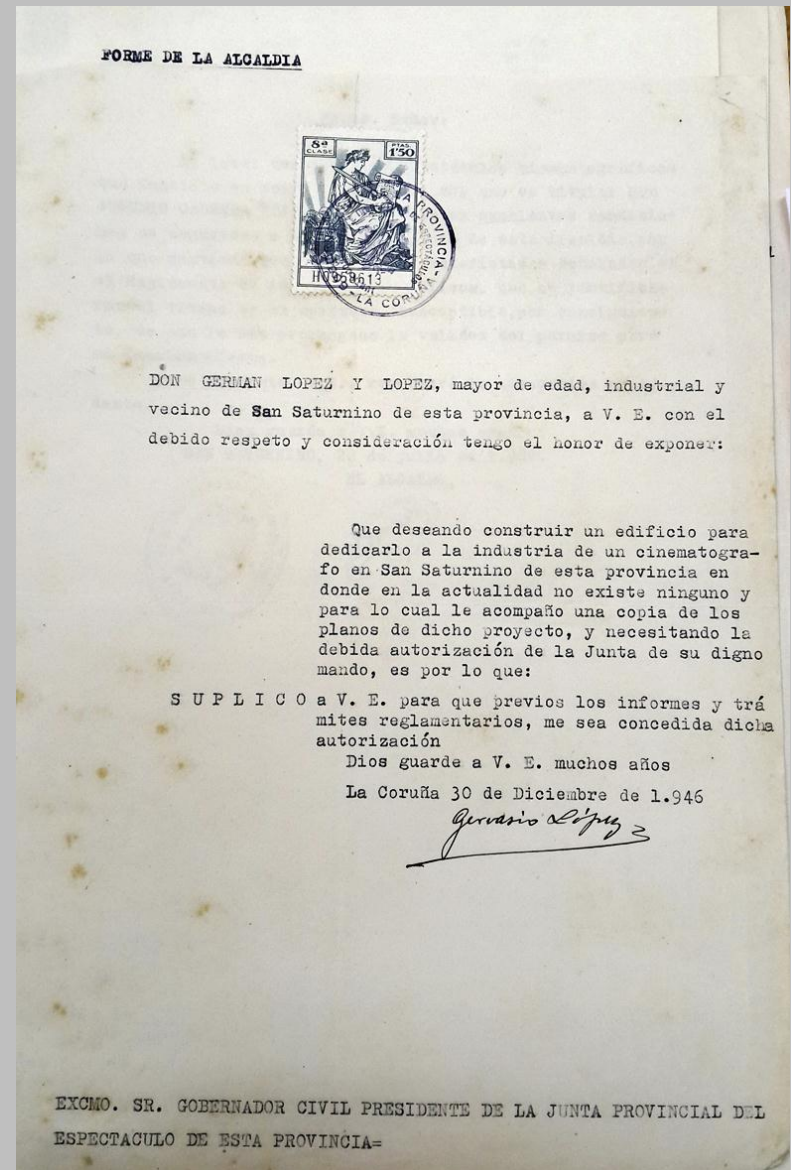 FORME DE LA ALCALDIA
8ª CLASE
PTAS. 1'50
PROVINCIA - LA CORUÑA -
DON GERMAN LOPEZ Y LOPEZ, mayor de edad, industrial y
vecino de San Saturnino de esta provincia, a V. E. con el
debido respeto y consideración tengo el honor de exponer:
Que deseando construir un edificio para
dedicarlo a la industria de un cinematogra-
fo en San Saturnino de esta provincia en
donde en la actualidad no existe ninguno y
para lo cual le acompaño una copia de los
planos de dicho proyecto, y necesitando la
debida autorización de la Junta de su digno
mando, es por lo que:
S U P L I C O a V. E. para que previos los informes y trá
mites reglamentarios, me sea concedida dicha
autorización
Dios guarde a V. E. muchos años
La Coruña 30 de Diciembre de 1.946
Gervasio López
EXCMO. SR. GOBERNADOR CIVIL PRESIDENTE DE LA JUNTA PROVINCIAL DEL
ESPECTACULO DE ESTA PROVINCIA=